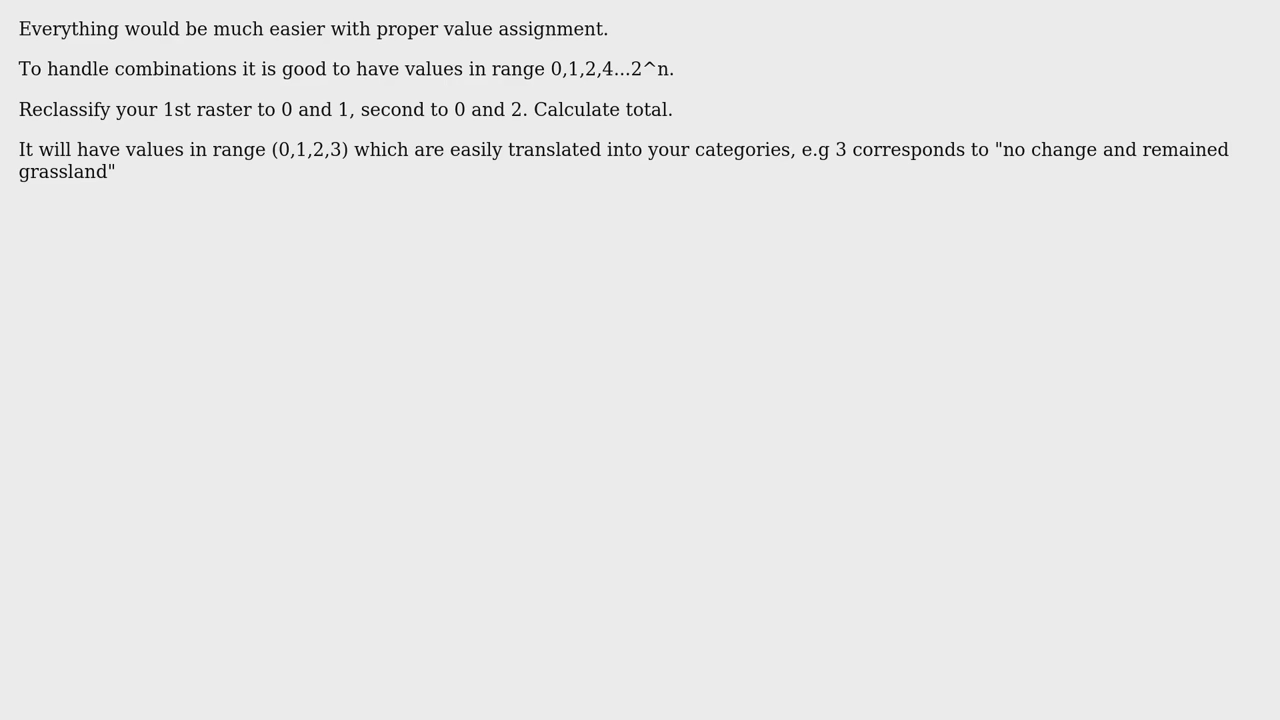 Everything would be much easier with proper value assignment.
To handle combinations it is good to have values in range 0,1,2,4...2^n.
Reclassify your 1st raster to 0 and 1, second to 0 and 2. Calculate total.
It will have values in range (0,1,2,3) which are easily translated into your categories, e.g 3 corresponds to "no change and remained
grassland"